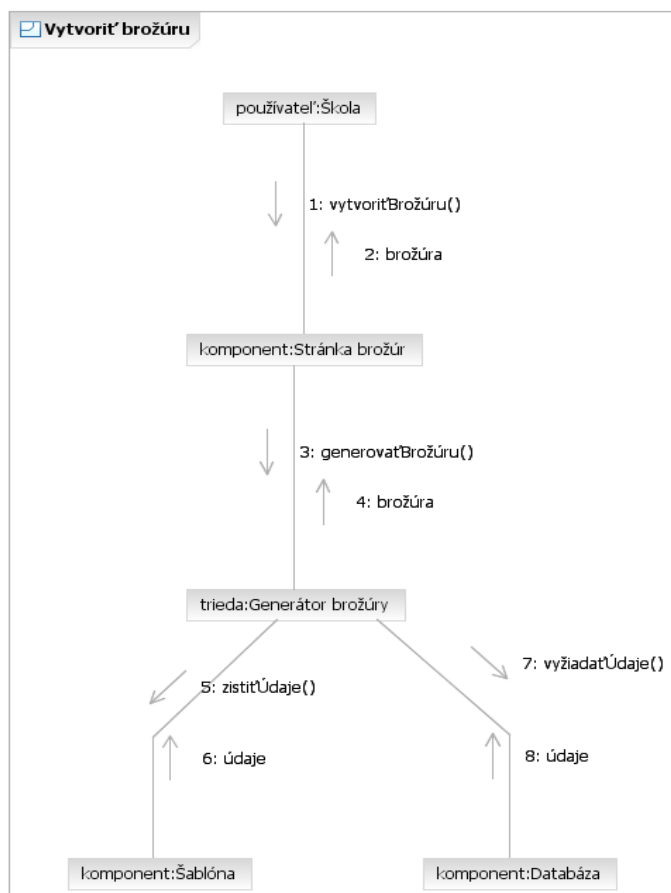 Vytvoriť brožúru
používateľ:Škola
1: vytvoriťBrožúru()
2: brožúra
komponent:Stránka brožúr
3: generovaťBrožúru()
4: brožúra
trieda:Generátor brožúry
7: vyžiadaťÚdaje()
5: zistiťÚdaje()
6: údaje
8: údaje
komponent:Šablóna
komponent:Databáza